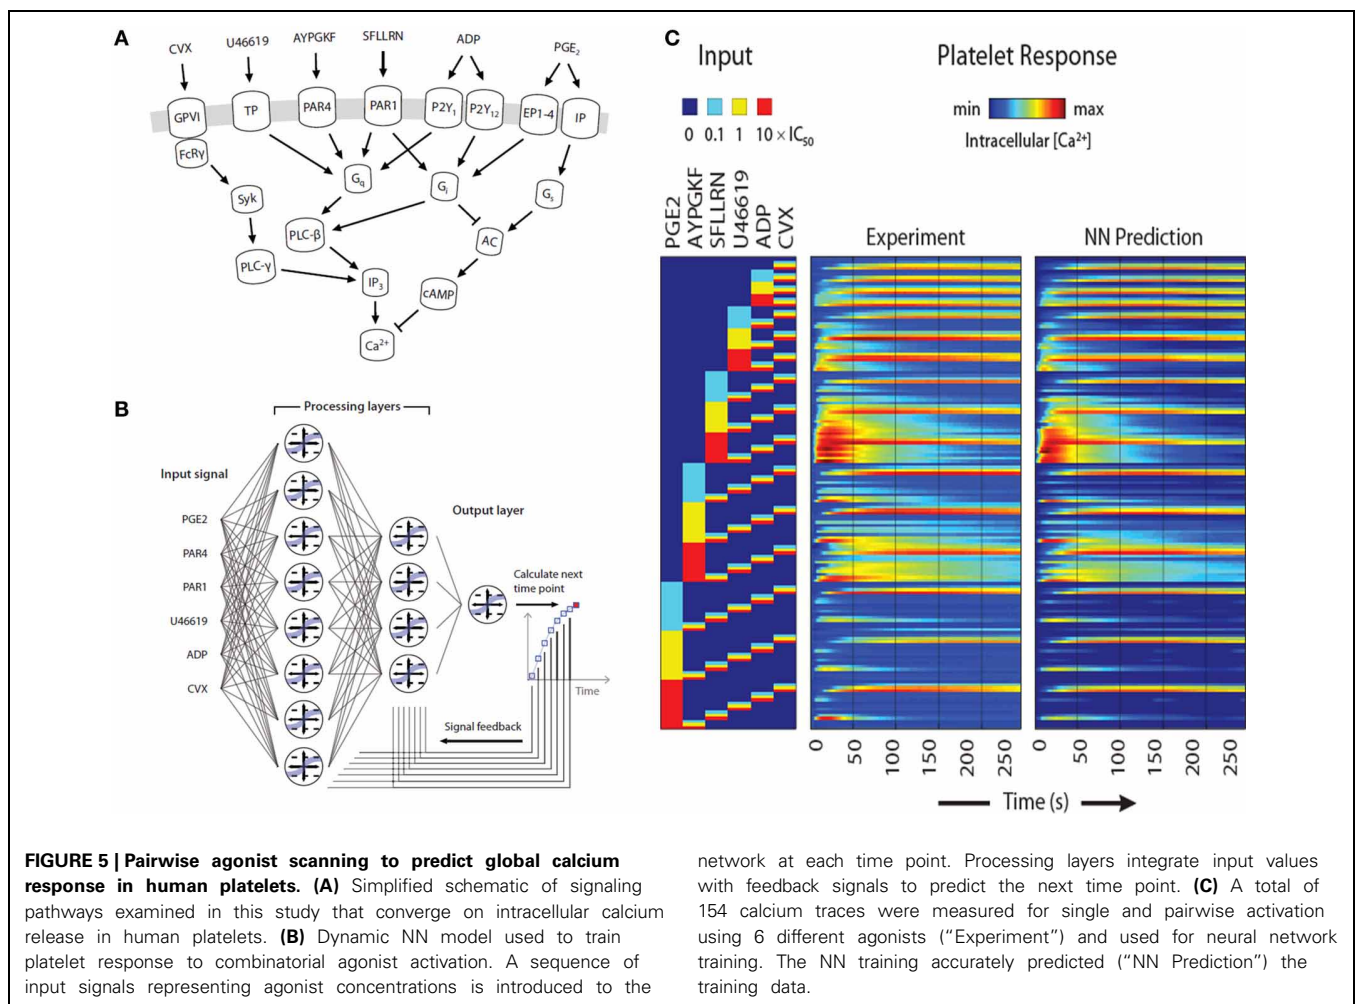 A
CVX
U46619
AYPGKF
SFLLRN
ADP
PGE2
GPVI
TP
PAR4
PAR1
P2Y1
P2Y12
EP1-4
IP
FcRγ
Gq
Gi
Gs
Syk
PLC-β
AC
PLC-γ
IP3
cAMP
Ca2+
B
Processing layers
Input signal
Output layer
PGE2
PAR4
PAR1
U46619
ADP
CVX
Calculate next
time point
Time
Signal feedback
C
Input
Platelet Response
0 0.1 1 10 × IC50
min max
Intracellular [Ca2+]
PGE2
AYPGKF
SFLLRN
U46619
ADP
CVX
Experiment
NN Prediction
0 50 100 150 200 250
0 50 100 150 200 250
Time (s)
FIGURE 5 | Pairwise agonist scanning to predict global calcium
response in human platelets. (A) Simplified schematic of signaling
pathways examined in this study that converge on intracellular calcium
release in human platelets. (B) Dynamic NN model used to train
platelet response to combinatorial agonist activation. A sequence of
input signals representing agonist concentrations is introduced to the
network at each time point. Processing layers integrate input values
with feedback signals to predict the next time point. (C) A total of
154 calcium traces were measured for single and pairwise activation
using 6 different agonists (“Experiment”) and used for neural network
training. The NN training accurately predicted (“NN Prediction”) the
training data.